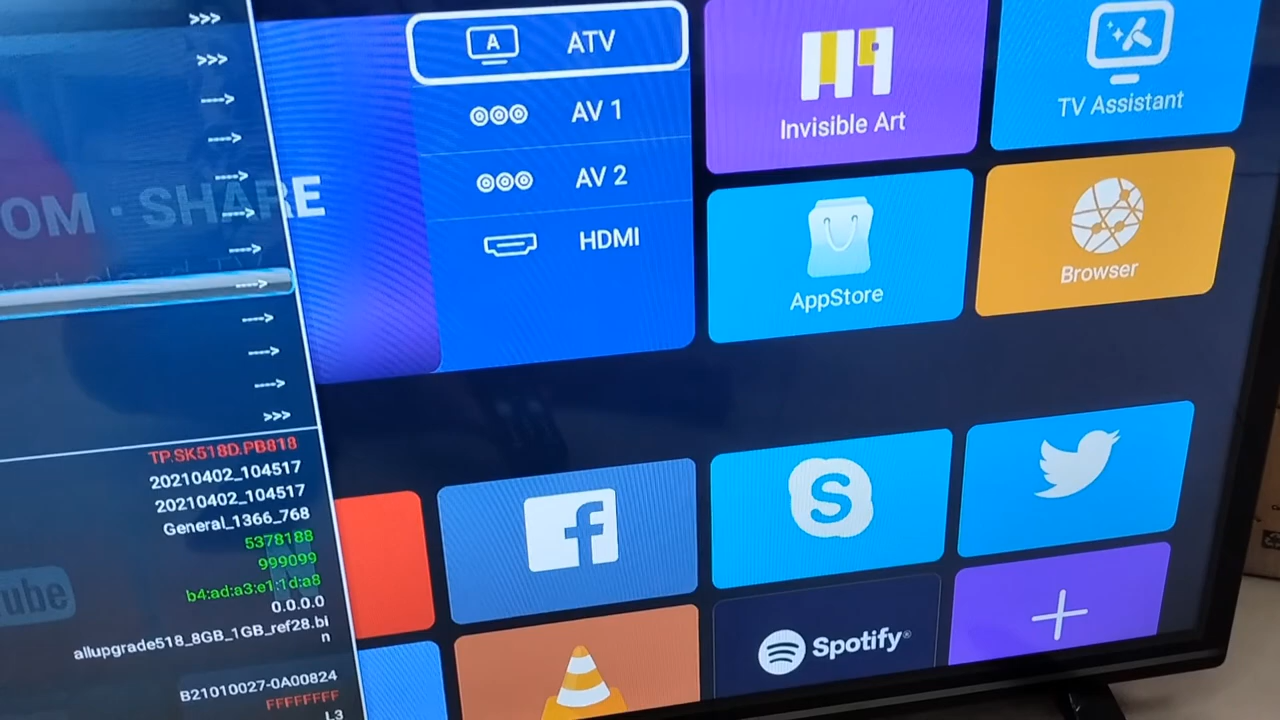 >>>
>>>
---->
---->
---->
---->
---->
---->
---->
---->
---->
>>>
OM · SHARE
TP.SK518D.PB818
20210402_104517
20210402_104517
General_1366_768
5378188
999099
b4:ad:a3:e1:1d:a8
0.0.0.0
allupgrade518_8GB_1GB_ref28.bi
n
B21010027-0A00824
FFFFFFFF
L3
ube
A ATV
AV 1
AV 2
HDMI
Invisible Art
TV Assistant
AppStore
Browser
f
S
Spotify®